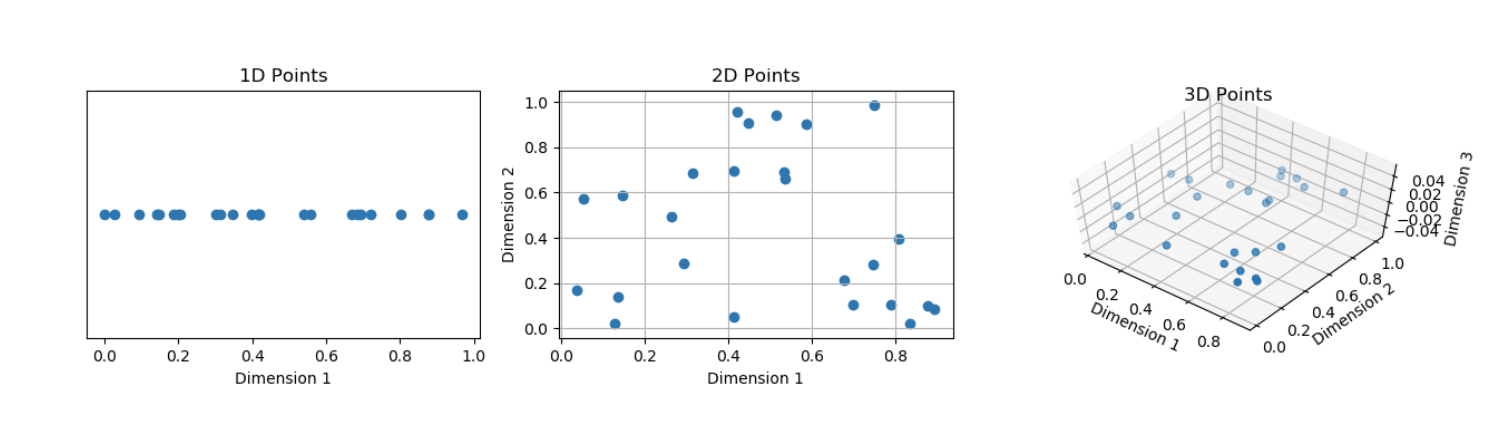 1D Points
0.0 0.2 0.4 0.6 0.8 1.0
Dimension 1
2D Points
1.0
0.8
0.6
0.4
0.2
0.0
Dimension 2
0.0 0.2 0.4 0.6 0.8
Dimension 1
3D Points
0.04
0.02
0.00
−0.02
−0.04
Dimension 3
0.0 0.2 0.4 0.6 0.8
Dimension 1
0.0 0.2 0.4 0.6 0.8 1.0
Dimension 2